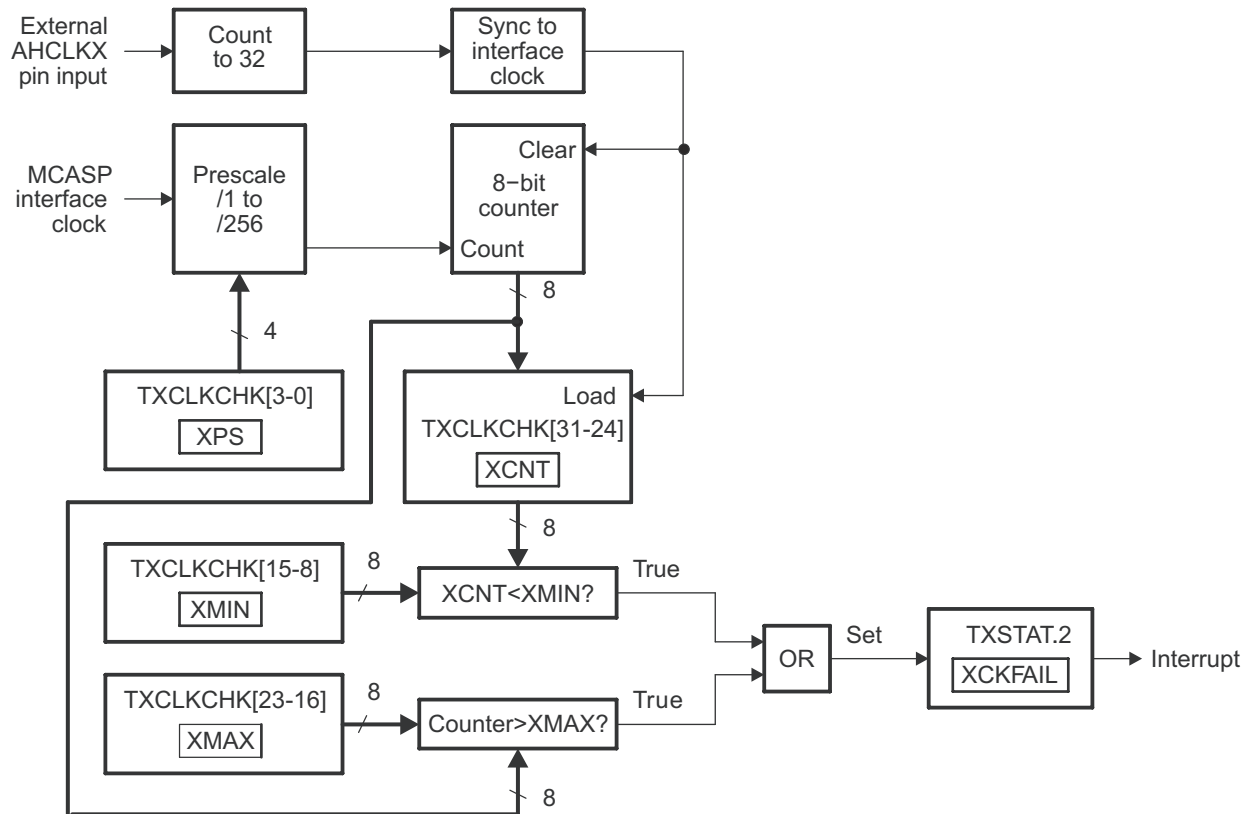 External
AHCLKX
pin input
Count
to 32
Sync to
interface
clock
MCASP
interface
clock
Prescale
/1 to
/256
Clear
8−bit
counter
Count
8
4
TXCLKCHK[3-0]
XPS
Load
TXCLKCHK[31-24]
XCNT
8
TXCLKCHK[15-8]
XMIN
8
XCNT<XMIN?
True
TXCLKCHK[23-16]
XMAX
8
Counter>XMAX?
True
8
OR
Set
TXSTAT.2
XCKFAIL
Interrupt